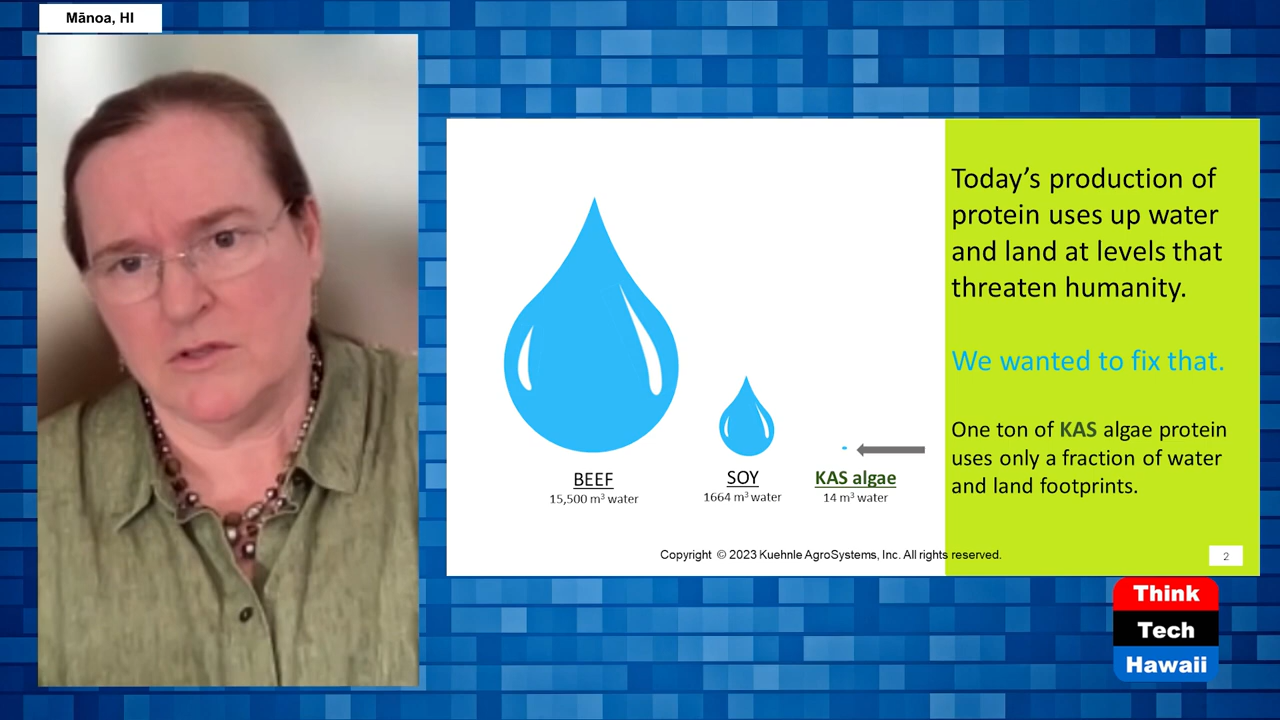 Mānoa, HI
Today's production of
protein uses up water
and land at levels that
threaten humanity.
We wanted to fix that.
One ton of KAS algae protein
uses only a fraction of water
and land footprints.
BEEF
15,500 m³ water
SOY
1664 m³ water
KAS algae
14 m³ water
Copyright © 2023 Kuehnle AgroSystems, Inc. All rights reserved.
2
Think
Tech
Hawaii